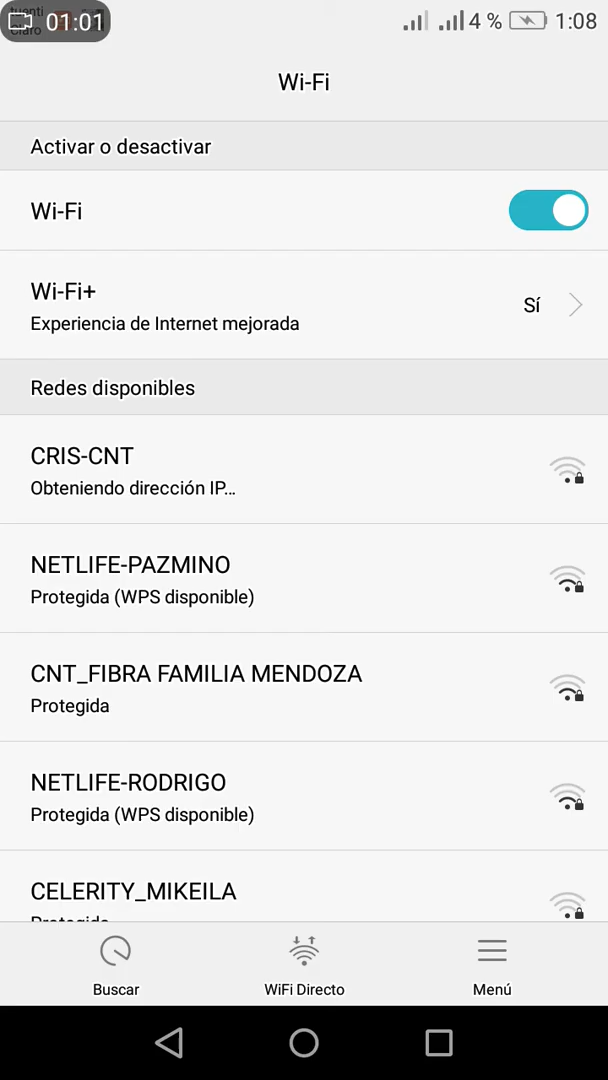 tuenti
Claro
01:01
4 %
1:08
Wi-Fi
Activar o desactivar
Wi-Fi
Wi-Fi+
Experiencia de Internet mejorada
Sí
Redes disponibles
CRIS-CNT
Obteniendo dirección IP...
NETLIFE-PAZMINO
Protegida (WPS disponible)
CNT_FIBRA FAMILIA MENDOZA
Protegida
NETLIFE-RODRIGO
Protegida (WPS disponible)
CELERITY_MIKEILA
Protegida
Buscar
WiFi Directo
Menú